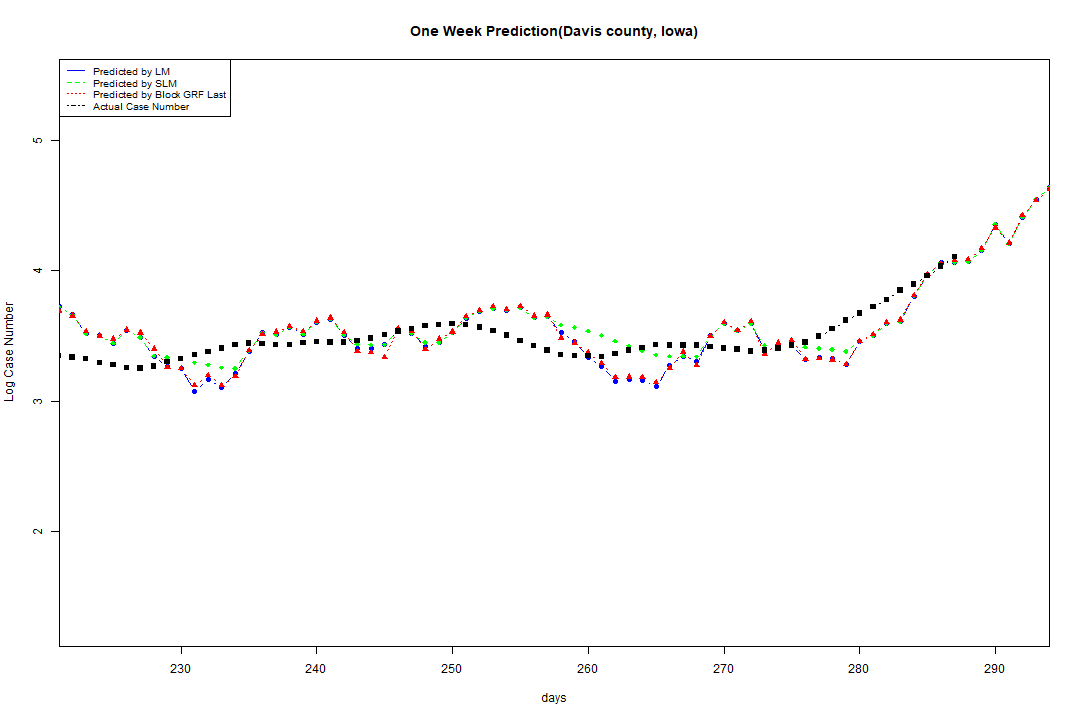 One Week Prediction(Davis county, Iowa)
Predicted by LM
Predicted by SLM
Predicted by Block GRF Last
Actual Case Number
5
4
3
2
Log Case Number
230 240 250 260 270 280 290
days